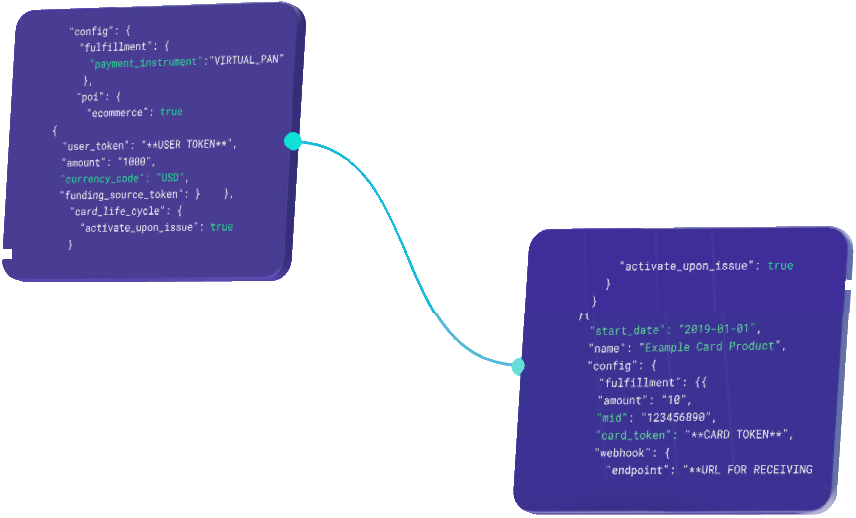 "config": {
"fulfillment": {
"payment_instrument":"VIRTUAL_PAN"
},
"poi": {
"ecommerce": true
{
"user_token": "**USER TOKEN**",
"amount": "1000",
"currency_code": "USD",
"funding_source_token": } },
"card_life_cycle": {
"activate_upon_issue": true
}
"activate_upon_issue": true
}
}
}{
"start_date": "2019-01-01",
"name": "Example Card Product",
"config": {
"fulfillment": {{
"amount": "10",
"mid": "123456890",
"card_token": "**CARD TOKEN**",
"webhook": {
"endpoint": "**URL FOR RECEIVING